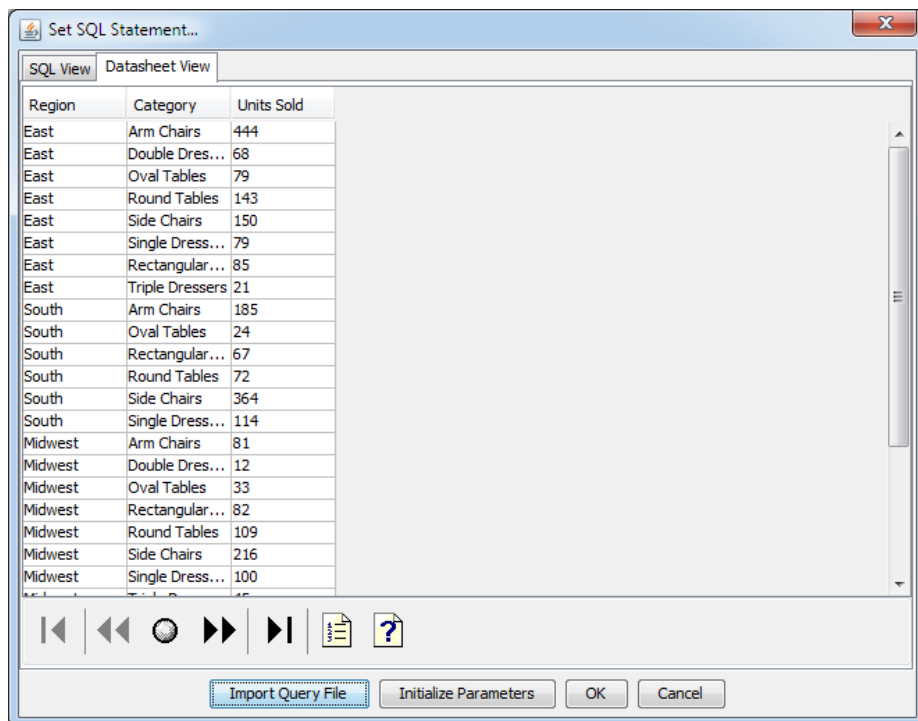 Set SQL Statement...
SQL View Datasheet View
Region Category Units Sold
East Arm Chairs 444
East Double Dres... 68
East Oval Tables 79
East Round Tables 143
East Side Chairs 150
East Single Dress... 79
East Rectangular... 85
East Triple Dressers 21
South Arm Chairs 185
South Oval Tables 24
South Rectangular... 67
South Round Tables 72
South Side Chairs 364
South Single Dress... 114
Midwest Arm Chairs 81
Midwest Double Dres... 12
Midwest Oval Tables 33
Midwest Rectangular... 82
Midwest Round Tables 109
Midwest Side Chairs 216
Midwest Single Dress... 100
Import Query File Initialize Parameters OK Cancel